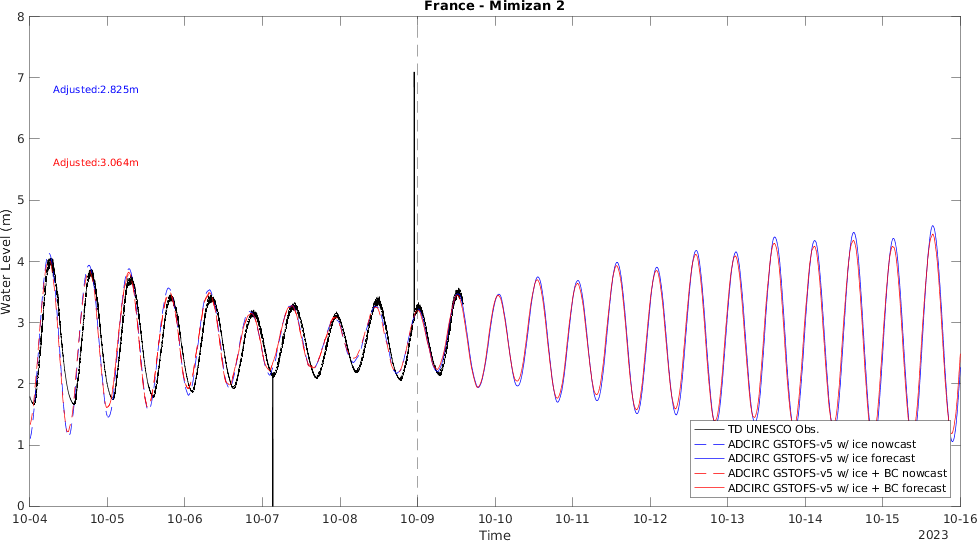 France - Mimizan 2
8
7
6
5
4
3
2
1
0
Water Level (m)
Adjusted:2.825m
Adjusted:3.064m
TD UNESCO Obs.
ADCIRC GSTOFS-v5 w/ ice nowcast
ADCIRC GSTOFS-v5 w/ ice forecast
ADCIRC GSTOFS-v5 w/ ice + BC nowcast
ADCIRC GSTOFS-v5 w/ ice + BC forecast
10-04 10-05 10-06 10-07 10-08 10-09 10-10 10-11 10-12 10-13 10-14 10-15 10-16
Time
2023